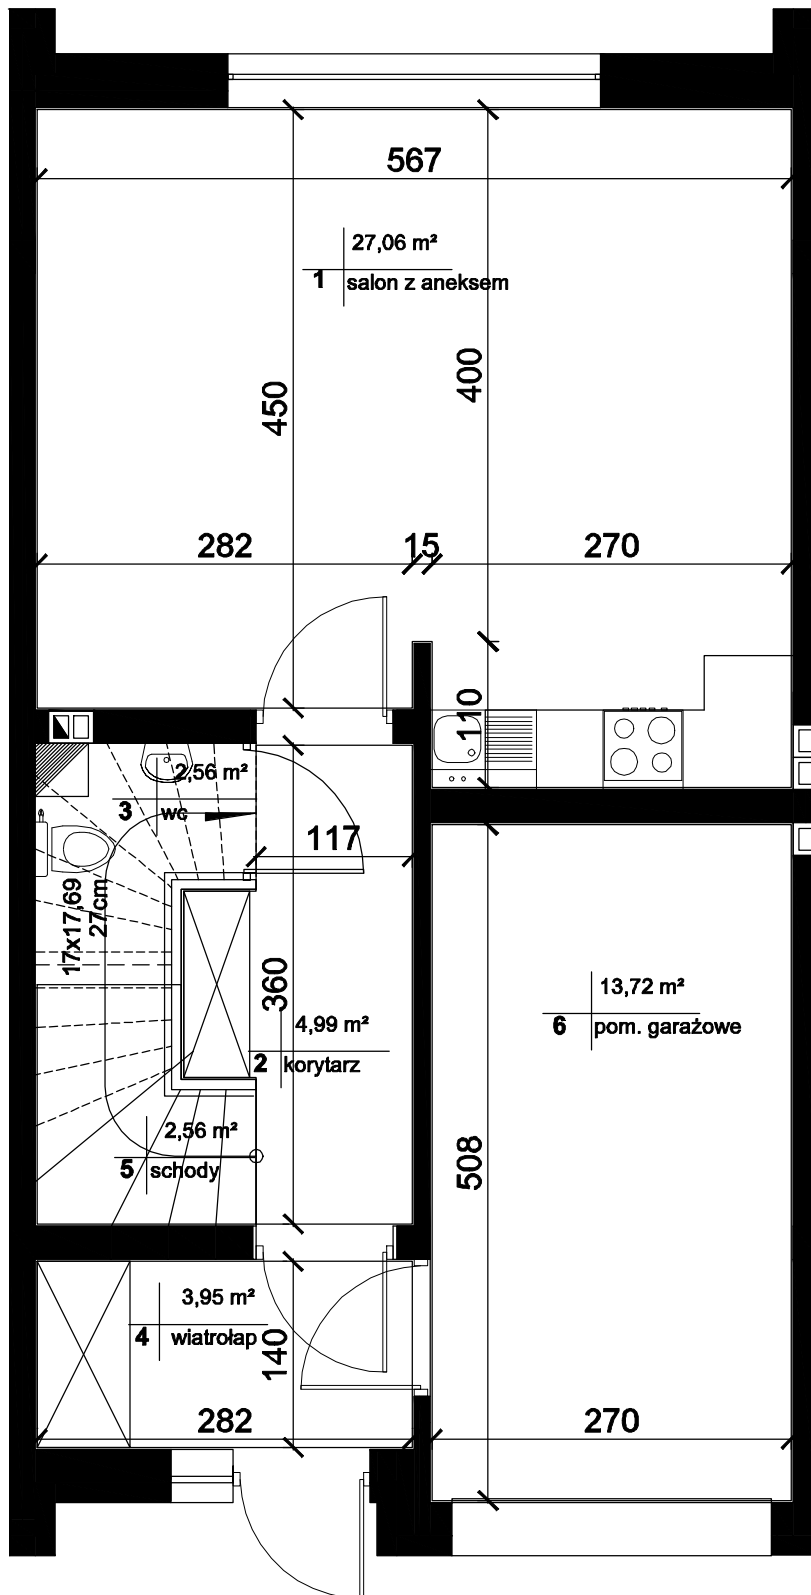 567
27,06 m²
1 salon z aneksem
450
400
282
15
270
110
2,56 m²
3 wc
117
17x17,69
27cm
360
13,72 m²
6 pom. garażowe
4,99 m²
2 korytarz
508
2,56 m²
5 schody
3,95 m²
4 wiatrołap
140
282
270